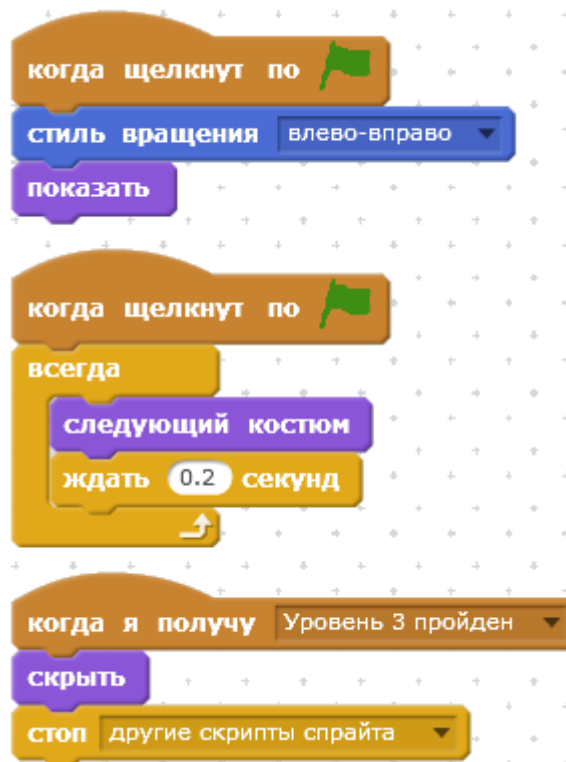 когда щелкнут по
стиль вращения влево-вправо
показать
когда щелкнут по
всегда
следующий костюм
ждать 0.2 секунд
когда я получу Уровень 3 пройден
скрыть
стоп другие скрипты спрайта